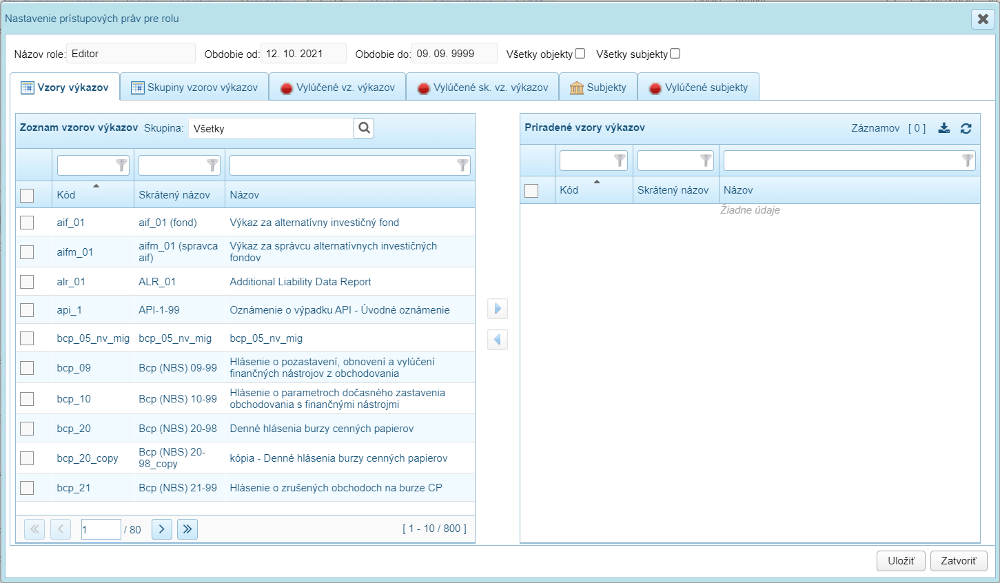 Nastavenie prístupových práv pre rolu
Názov role: Editor Obdobie od: 12. 10. 2021 Obdobie do: 09. 09. 9999 Všetky objekty Všetky subjekty
Vzory výkazov Skupiny vzorov výkazov Vylúčené vz. výkazov Vylúčené sk. vz. výkazov Subjekty Vylúčené subjekty
Zoznam vzorov výkazov Skupina: Všetky
Kód Skrátený názov Názov
aif_01 aif_01 (fond) Výkaz za alternatívny investičný fond
aifm_01 aifm_01 (spravca aif) Výkaz za správcu alternatívnych investičných fondov
alr_01 ALR_01 Additional Liability Data Report
api_1 API-1-99 Oznámenie o výpadku API - Úvodné oznámenie
bcp_05_nv_mig bcp_05_nv_mig bcp_05_nv_mig
bcp_09 Bcp (NBS) 09-99 Hlásenie o pozastavení, obnovení a vylúčení finančných nástrojov z obchodovania
bcp_10 Bcp (NBS) 10-99 Hlásenie o parametroch dočasného zastavenia obchodovania s finančnými nástrojmi
bcp_20 Bcp (NBS) 20-98 Denné hlásenia burzy cenných papierov
bcp_20_copy Bcp (NBS) 20-98_copy kópia - Denné hlásenia burzy cenných papierov
bcp_21 Bcp (NBS) 21-99 Hlásenie o zrušených obchodoch na burze CP
1 / 80 [ 1 - 10 / 800 ]
Priradené vzory výkazov Záznamov [ 0 ]
Kód Skrátený názov Názov
Žiadne údaje
Uložiť Zatvoriť